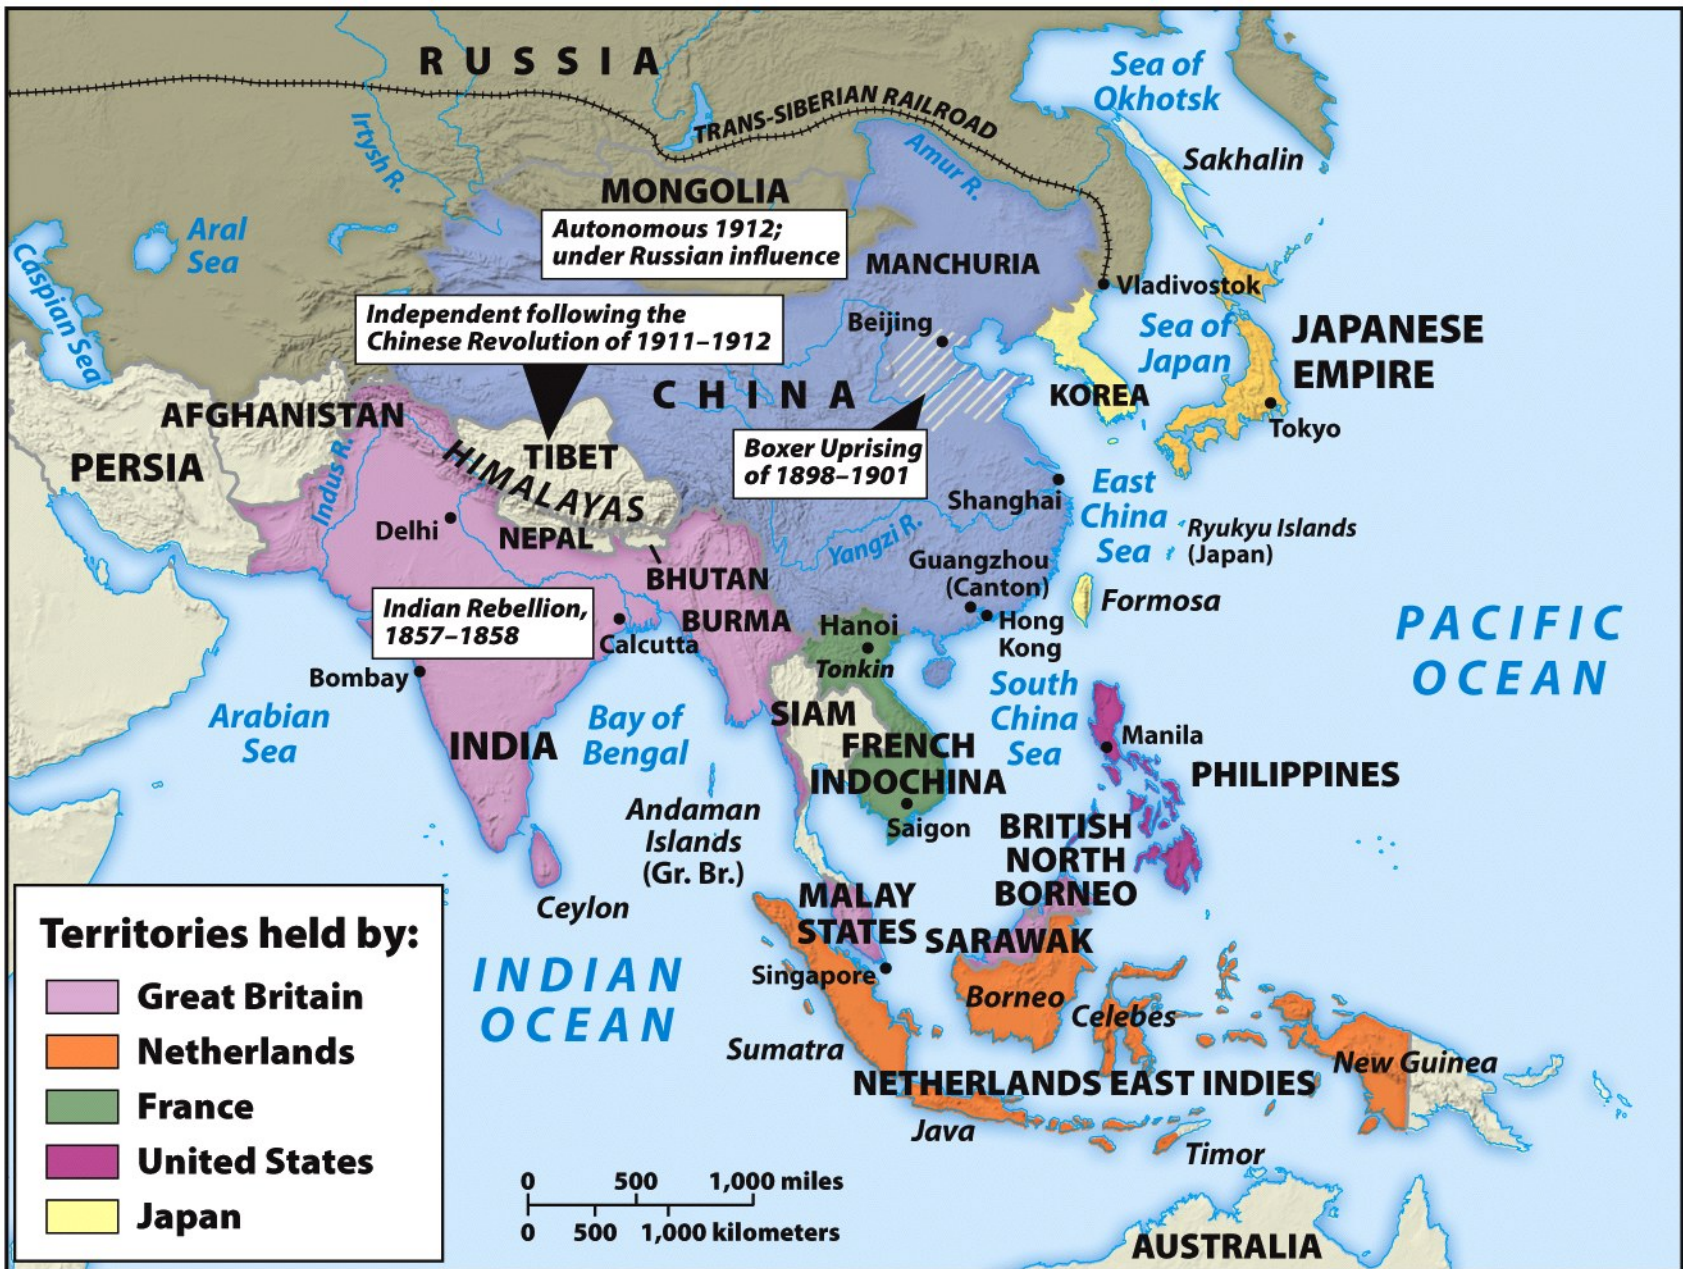 RUSSIA
Sea of
Okhotsk
TRANS-SIBERIAN RAILROAD
Irtysh R.
Amur R.
Sakhalin
MONGOLIA
Autonomous 1912;
under Russian influence
Aral
Sea
Caspian Sea
MANCHURIA
Vladivostok
Independent following the
Chinese Revolution of 1911–1912
Beijing
Sea of
Japan
JAPANESE
EMPIRE
CHINA
KOREA
Tokyo
AFGHANISTAN
PERSIA
Indus R.
TIBET
HIMALAYAS
Boxer Uprising
of 1898–1901
Shanghai
East
China
Sea
Ryukyu Islands
(Japan)
Delhi
NEPAL
Yangzi R.
BHUTAN
Guangzhou
(Canton)
Formosa
Indian Rebellion,
1857–1858
BURMA
Hanoi
Hong
Kong
Calcutta
Tonkin
PACIFIC
OCEAN
Bombay
Arabian
Sea
Bay of
Bengal
SIAM
South
China
Sea
INDIA
FRENCH
INDOCHINA
Manila
PHILIPPINES
Andaman
Islands
(Gr. Br.)
Saigon
BRITISH
NORTH
BORNEO
Ceylon
MALAY
STATES
SARAWAK
Singapore
INDIAN
OCEAN
Borneo
Celebes
Sumatra
New Guinea
NETHERLANDS EAST INDIES
Java
Timor
AUSTRALIA
Territories held by:
Great Britain
Netherlands
France
United States
Japan
0 500 1,000 miles
0 500 1,000 kilometers